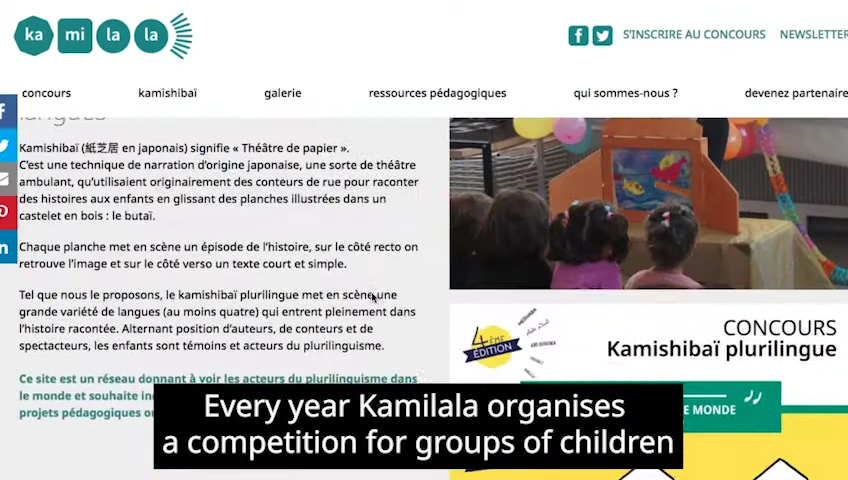 ka mi la la
S'INSCRIRE AU CONCOURS NEWSLETTER
concours kamishibaï galerie ressources pédagogiques qui sommes-nous ? devenez partenaire
langues
Kamishibaï (紙芝居 en japonais) signifie « Théâtre de papier ».
C'est une technique de narration d'origine japonaise, une sorte de théâtre
ambulant, qu'utilisaient originairement des conteurs de rue pour raconter
des histoires aux enfants en glissant des planches illustrées dans un
castelet en bois : le butaï.
Chaque planche met en scène un épisode de l'histoire, sur le côté recto on
retrouve l'image et sur le côté verso un texte court et simple.
Tel que nous le proposons, le kamishibaï plurilingue met en scène une
grande variété de langues (au moins quatre) qui entrent pleinement dans
l'histoire racontée. Alternant position d'auteurs, de conteurs et de
spectacteurs, les enfants sont témoins et acteurs du plurilinguisme.
Ce site est un réseau donnant à voir les acteurs du plurilinguisme dans
le monde et souhaite
projets pédagogiques
4ÈME
ÉDITION
CONCOURS
Kamishibaï plurilingue
MONDE
Every year Kamilala organises
a competition for groups of children